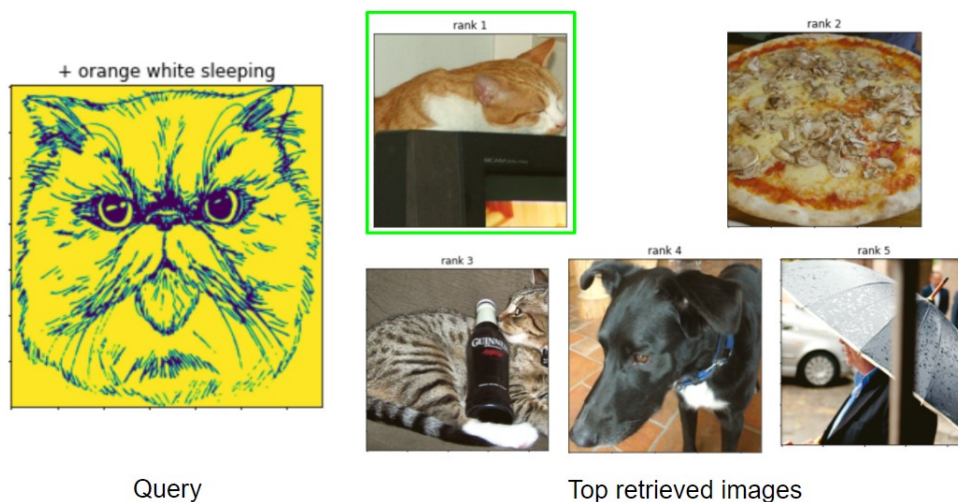 + orange white sleeping
rank 1
rank 2
rank 3
rank 4
rank 5
GUINNESS
Query
Top retrieved images